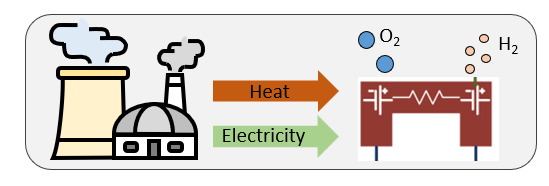 O₂
H₂
Heat
Electricity